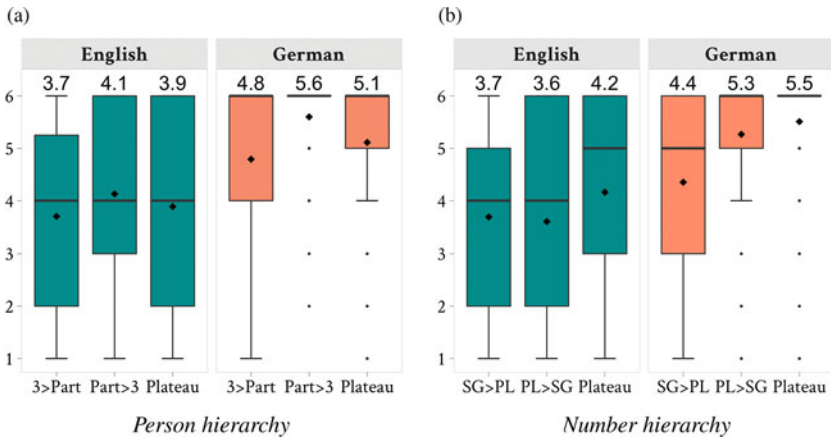 (a)
(b)
English German English German
3.7 4.1 3.9 4.8 5.6 5.1 3.7 3.6 4.2 4.4 5.3 5.5
6 6
5 5
4 4
3 3
2 2
1 1
3>Part Part>3 Plateau 3>Part Part>3 Plateau SG>PL PL>SG Plateau SG>PL PL>SG Plateau
Person hierarchy Number hierarchy